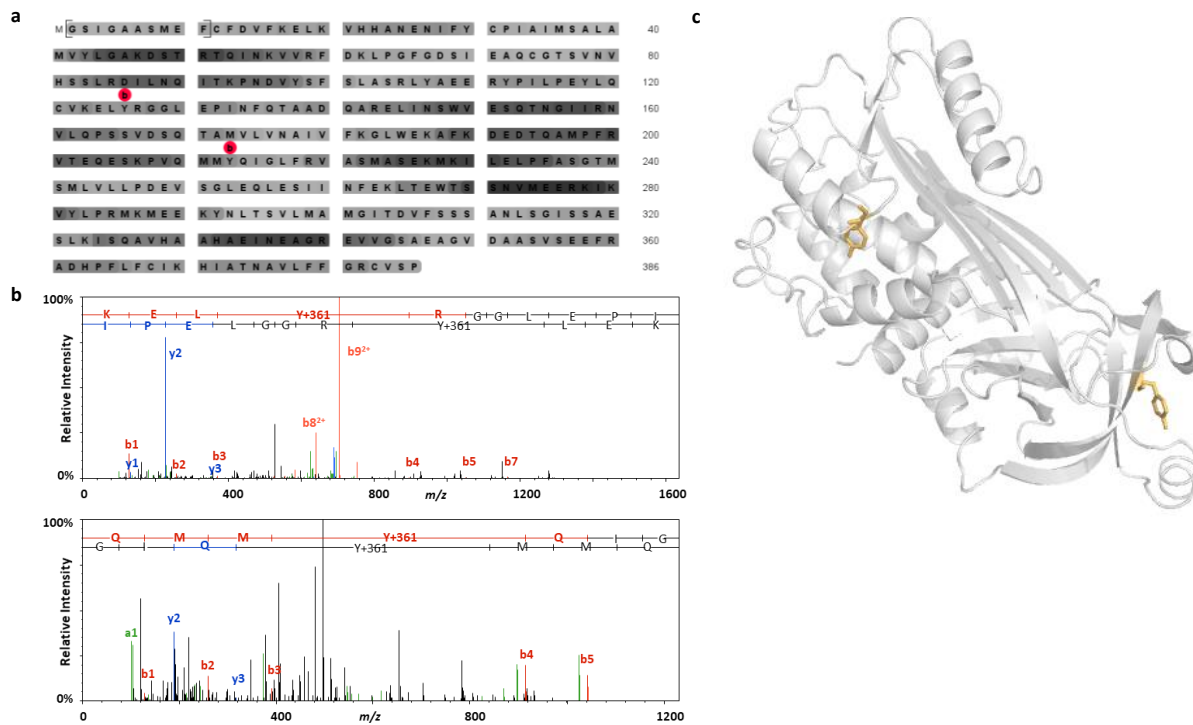 a
c
M G S I G A A S M E F C F D V F K E L K V H H A N E N I F Y C P I A I M S A L A 40
M V Y L G A K D S T R T Q I N K V V R F D K L P G F G D S I E A Q C G T S V N V 80
H S S L R D I L N Q I T K P N D V Y S F S L A S R L Y A E E R Y P I L P E Y L Q 120
b
C V K E L Y R G G L E P I N F Q T A A D Q A R E L I N S W V E S Q T N G I I R N 160
V L Q P S S V D S Q T A M V L V N A I V F K G L W E K A F K D E D T Q A M P F R 200
b
V T E Q E S K P V Q M M Y Q I G L F R V A S M A S E K M K I L E L P F A S G T M 240
S M L V L L P D E V S G L E Q L E S I I N F E K L T E W T S S N V M E E R K I K 280
V Y L P R M K M E E K Y N L T S V L M A M G I T D V F S S S A N L S G I S S A E 320
S L K I S Q A V H A A H A E I N E A G R E V V G S A E A G V D A A S V S E E F R 360
A D H P F L F C I K H I A T N A V L F F G R C V S P 386
b
100%
K E L Y+361 R G G L E P I
I P E L G G R Y+361 L E K
y2
b9²⁺
b8²⁺
b1
y1
b2
b3
y3
b4
b5
b7
0%
Relative Intensity
0 400 800 1200 1600
m/z
100%
Q M M Y+361 Q I G
G I Q Y+361 M M Q
a1
y2
b1
b2
y3
b3
b4
b5
0%
Relative Intensity
0 400 800 1200
m/z